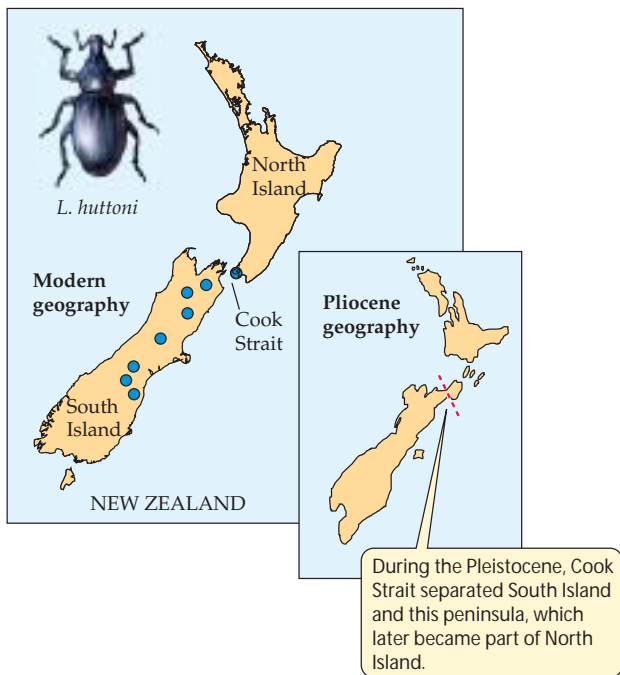 L. huttoni
North
Island
Modern
geography
Cook
Strait
South
Island
NEW ZEALAND
Pliocene
geography
During the Pleistocene, Cook
Strait separated South Island
and this peninsula, which
later became part of North
Island.